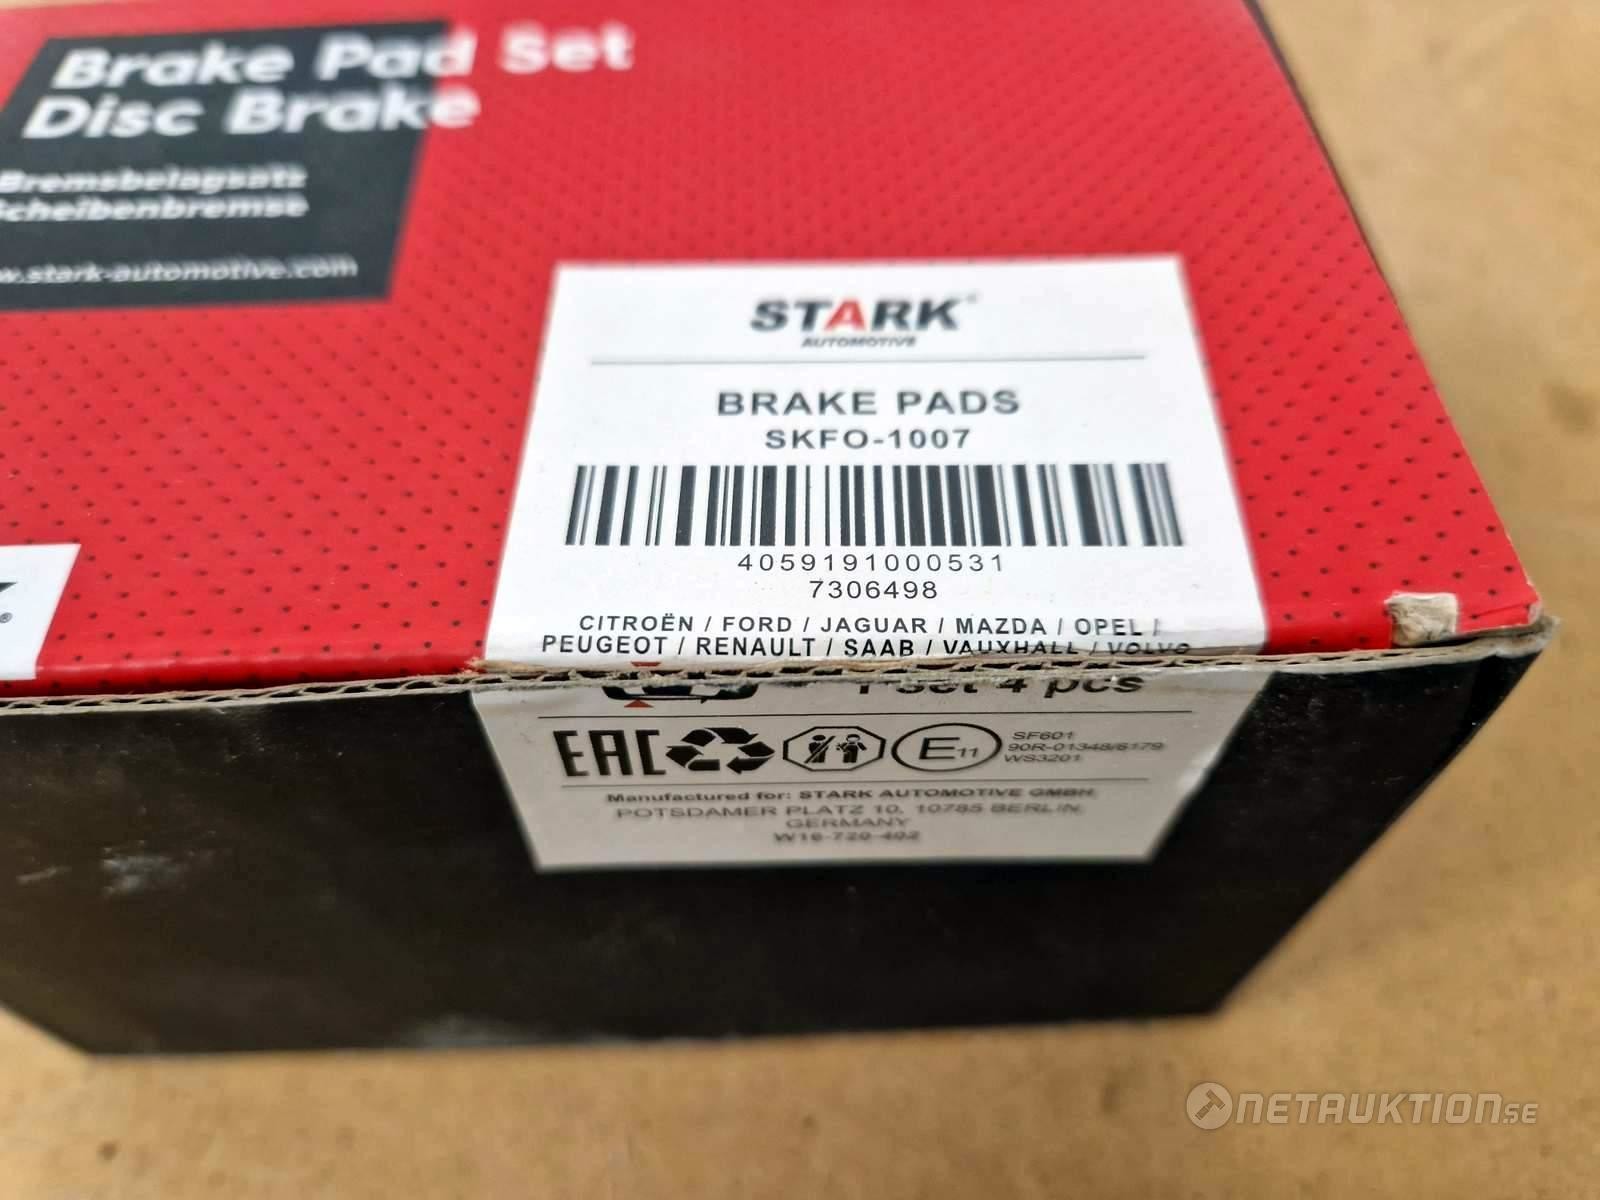 Brake Pad Set
Disc Brake
Bremsbelagsatz
Scheibenbremse
w.stark-automotive.com
STARK
AUTOMOTIVE
BRAKE PADS
SKFO-1007
4059191000531
7306498
CITROËN / FORD / JAGUAR / MAZDA / OPEL /
PEUGEOT / RENAULT / SAAB / VAUXHALL / VOLVO
1 Set 4 pcs
EAC
E11
SF601
90R-01348/6179
WS3201
Manufactured for: STARK AUTOMOTIVE GMBH,
POTSDAMER PLATZ 10, 10785 BERLIN,
GERMANY
W16-720-402
NETAUKTION.SE